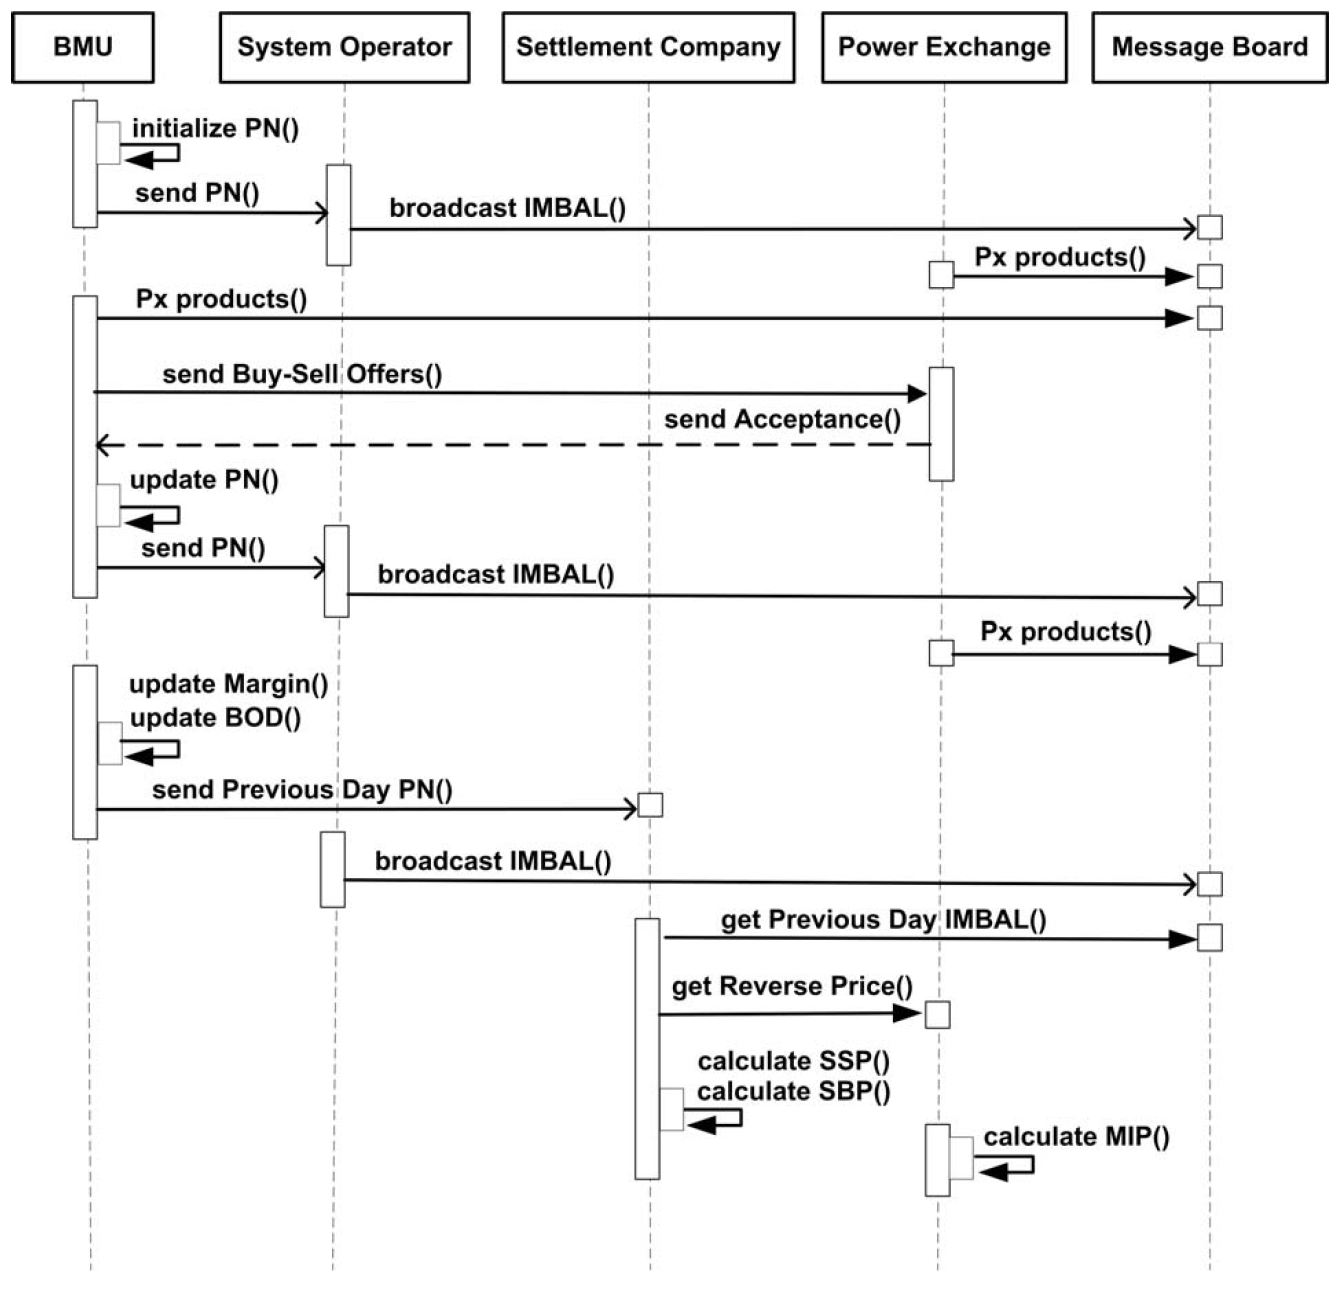 BMU
System Operator
Settlement Company
Power Exchange
Message Board
initialize PN()
send PN()
broadcast IMBAL()
Px products()
Px products()
send Buy-Sell Offers()
send Acceptance()
update PN()
send PN()
broadcast IMBAL()
Px products()
update Margin()
update BOD()
send Previous Day PN()
broadcast IMBAL()
get Previous Day IMBAL()
get Reverse Price()
calculate SSP()
calculate SBP()
calculate MIP()